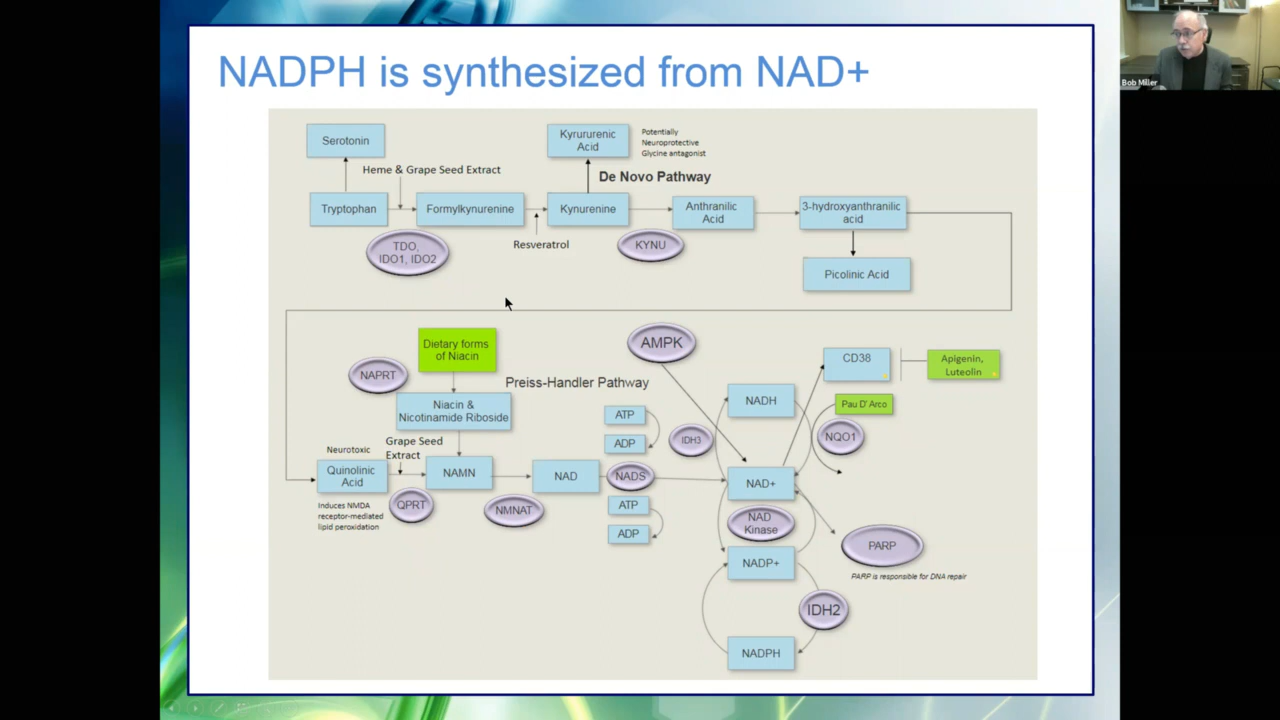 NADPH is synthesized from NAD+
Bob Miller
Serotonin
Kyrurenic
Acid
Potentially
Neuroprotective
Glycine antagonist
Heme & Grape Seed Extract
De Novo Pathway
Tryptophan
Formylkynurenine
Kynurenine
Anthranilic
Acid
3-hydroxyanthranilic
acid
TDO,
IDO1, IDO2
Resveratrol
KYNU
Picolinic Acid
Dietary forms
of Niacin
AMPK
CD38
Apigenin,
Luteolin
NAPRT
Preiss-Handler Pathway
Niacin &
Nicotinamide Riboside
ATP
ADP
NADH
Pau D' Arco
IDH3
NQO1
Neurotoxic
Grape Seed
Extract
Quinolinic
Acid
NAMN
NAD
NADS
NAD+
Induces NMDA
receptor-mediated
lipid peroxidation
QPRT
NMNAT
ATP
ADP
NAD
Kinase
PARP
NADP+
PARP is responsible for DNA repair
IDH2
NADPH